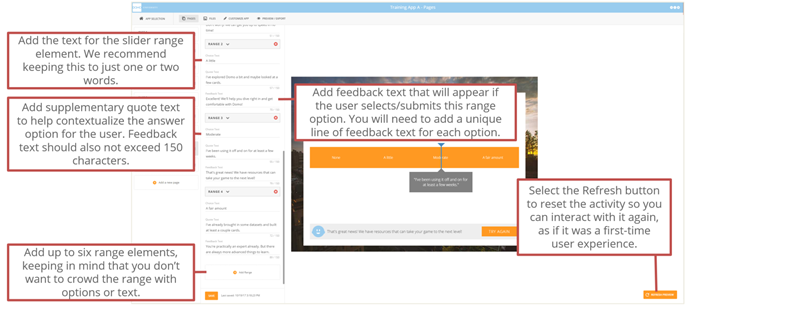 Training App A - Pages
APP SELECTION
PAGES
PLAN
CUSTOMIZE APP
PREVIEW / EXPORT
Add the text for the slider range
element. We recommend
keeping this to just one or two
words.
RANGE 2
A little
I've explored Domo a bit and maybe looked at a
few cards.
Excellent! We'll help you dive right in and get
comfortable with Domo!
Add feedback text that will appear if
the user selects/submits this range
option. You will need to add a unique
line of feedback text for each option.
Add supplementary quote text
to help contextualize the answer
option for the user. Feedback
text should also not exceed 150
characters.
Moderate
I've been using it off and on for at least a few
weeks.
That's great news! We have resources that can
take your game to the next level!
None
A little
A fair amount
"I've been using it off and on for
at least a few weeks."
Add a new page
RANGE 4
A fair amount
I've already brought in some datasets and built
at least a couple cards.
You're practically an expert already. But there
are always more advanced things to learn.
That's great news! We have resources that can take your game to the next level!
TRY AGAIN
Select the Refresh button
to reset the activity so you
can interact with it again,
as if it was a first-time
user experience.
Add up to six range elements,
keeping in mind that you don't
want to crowd the range with
options or text.
Add Range